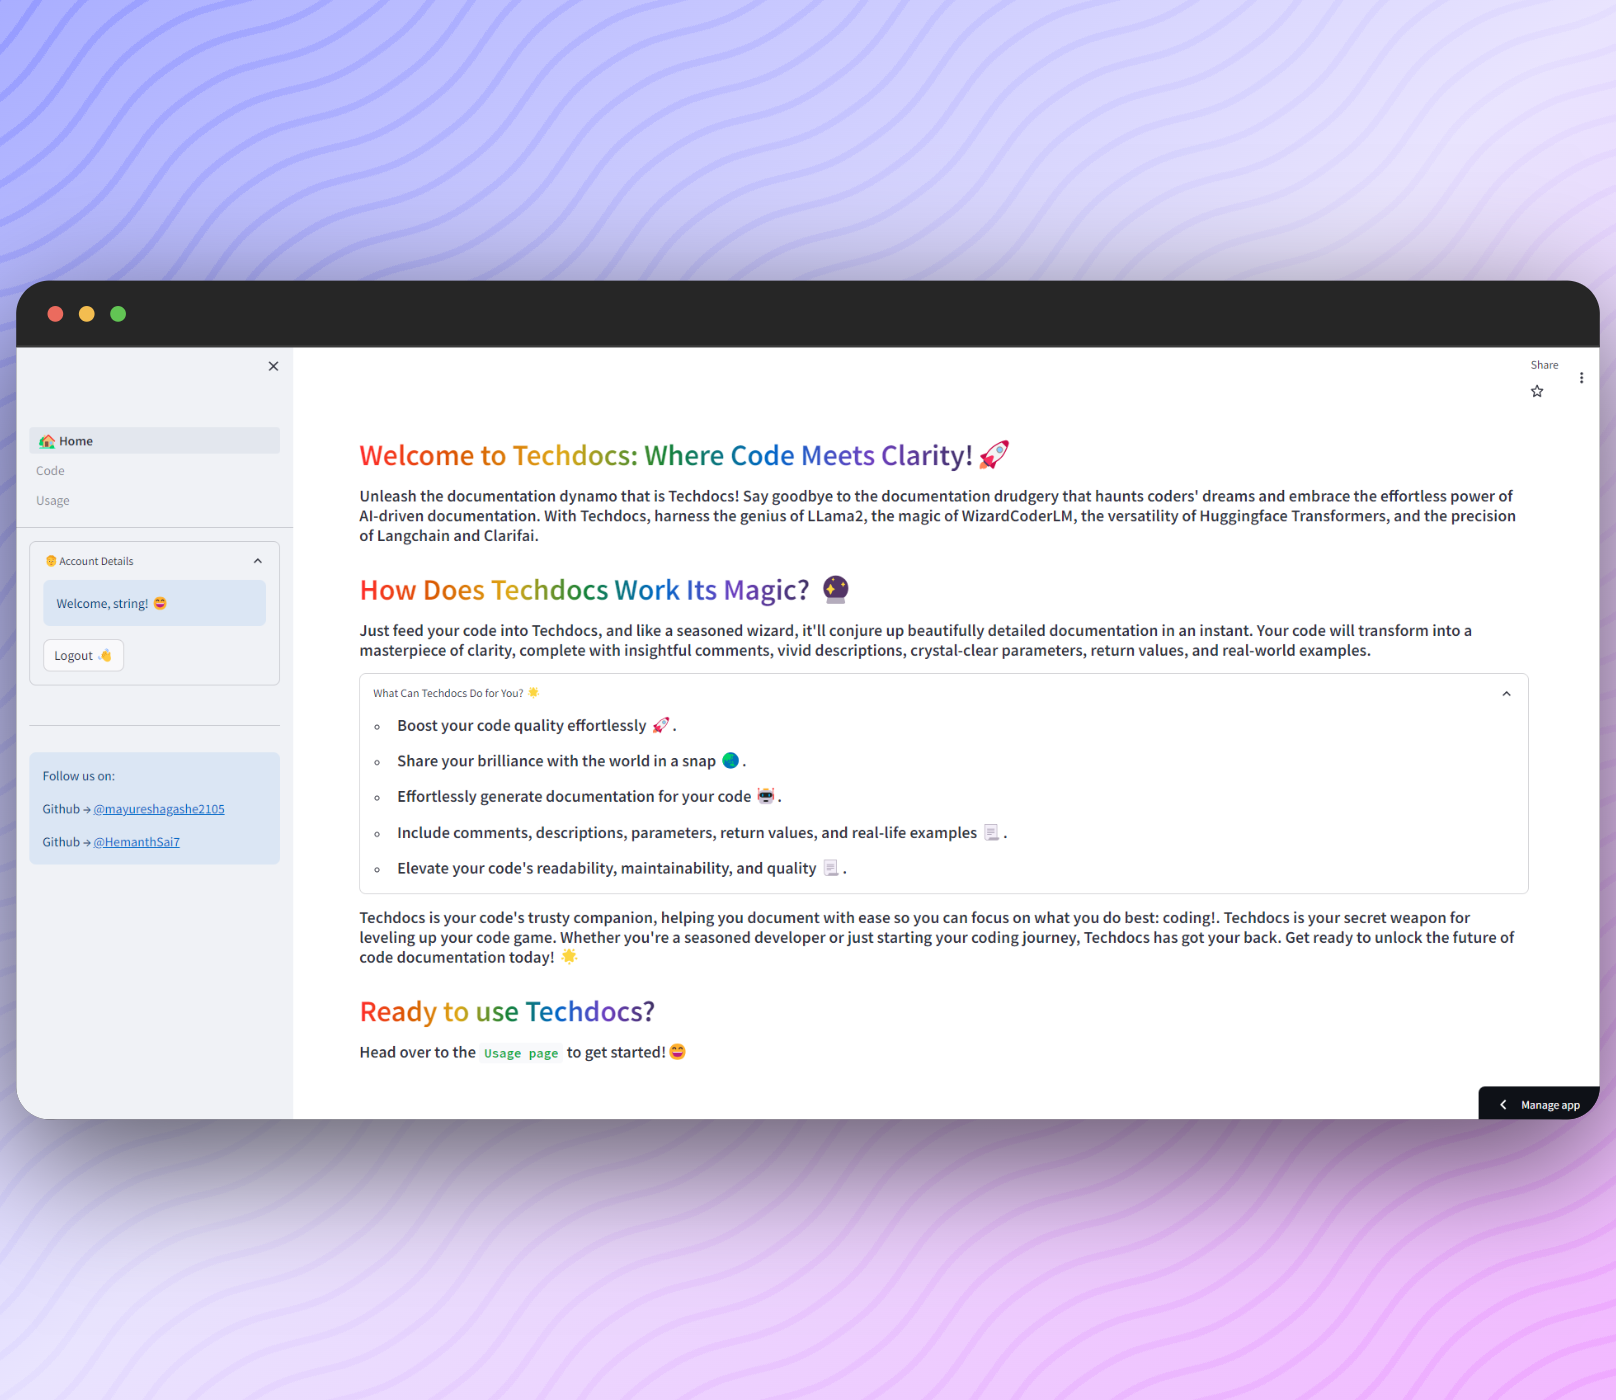 Home
Code
Usage
Account Details
Welcome, string! 😄
Logout 👋
Follow us on:
Github → @mayureshagashe2105
Github → @HemanthSai7
Share
Welcome to Techdocs: Where Code Meets Clarity! 🚀
Unleash the documentation dynamo that is Techdocs! Say goodbye to the documentation drudgery that haunts coders' dreams and embrace the effortless power of
AI-driven documentation. With Techdocs, harness the genius of LLama2, the magic of WizardCoderLM, the versatility of Huggingface Transformers, and the precision
of Langchain and Clarifai.
How Does Techdocs Work Its Magic? 🔮
Just feed your code into Techdocs, and like a seasoned wizard, it'll conjure up beautifully detailed documentation in an instant. Your code will transform into a
masterpiece of clarity, complete with insightful comments, vivid descriptions, crystal-clear parameters, return values, and real-world examples.
What Can Techdocs Do for You? 🌟
Boost your code quality effortlessly 🚀.
Share your brilliance with the world in a snap 🌏.
Effortlessly generate documentation for your code 🤖.
Include comments, descriptions, parameters, return values, and real-life examples 📃.
Elevate your code's readability, maintainability, and quality 📃.
Techdocs is your code's trusty companion, helping you document with ease so you can focus on what you do best: coding!. Techdocs is your secret weapon for
leveling up your code game. Whether you're a seasoned developer or just starting your coding journey, Techdocs has got your back. Get ready to unlock the future of
code documentation today! 🌟
Ready to use Techdocs?
Head over to the Usage page to get started! 😄
Manage app